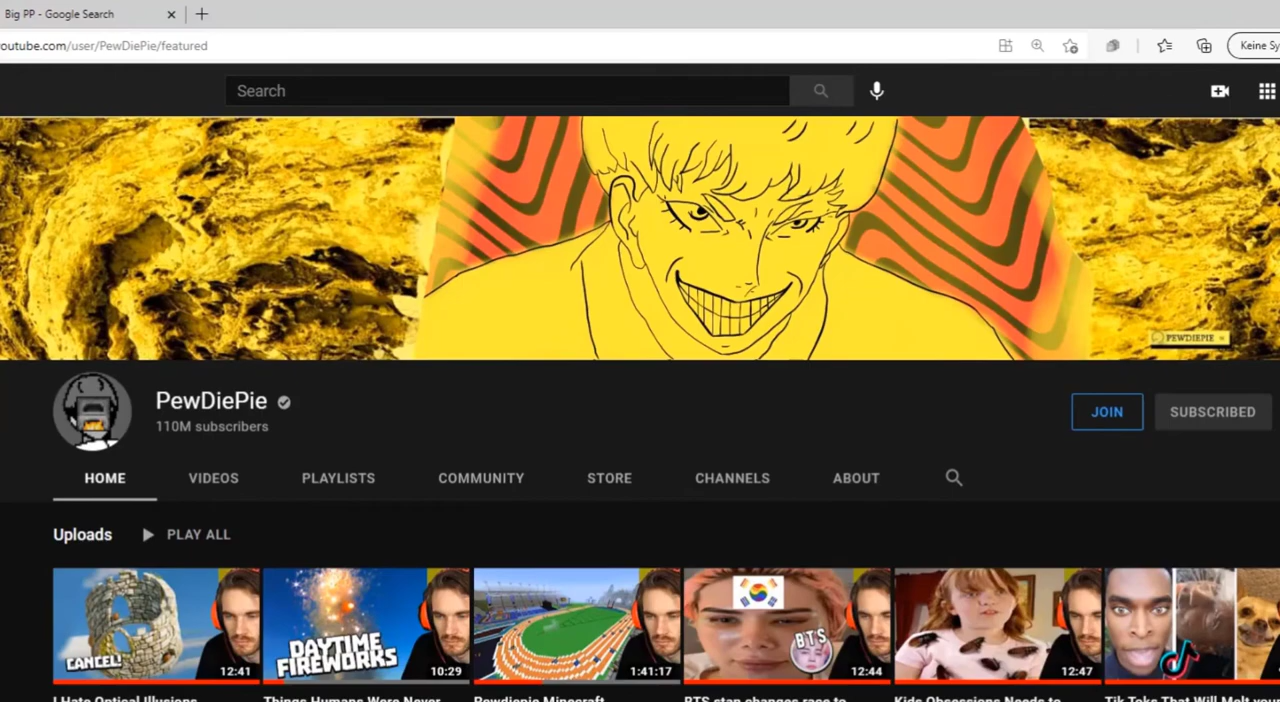 Big PP - Google Search
outube.com/user/PewDiePie/featured
Keine Sy
Search
PEWDIEPIE
PewDiePie
110M subscribers
JOIN
SUBSCRIBED
HOME
VIDEOS
PLAYLISTS
COMMUNITY
STORE
CHANNELS
ABOUT
Uploads
PLAY ALL
CANCEL!
12:41
DAYTIME
FIREWORKS
10:29
1:41:17
BTS
12:44
12:47
I Hate Optical Illusions
Things Humans Were Never
Pewdiepie Minecraft
BTS stan changes race to
Kids Obsessions Needs to
Tik Toks That Will Melt your